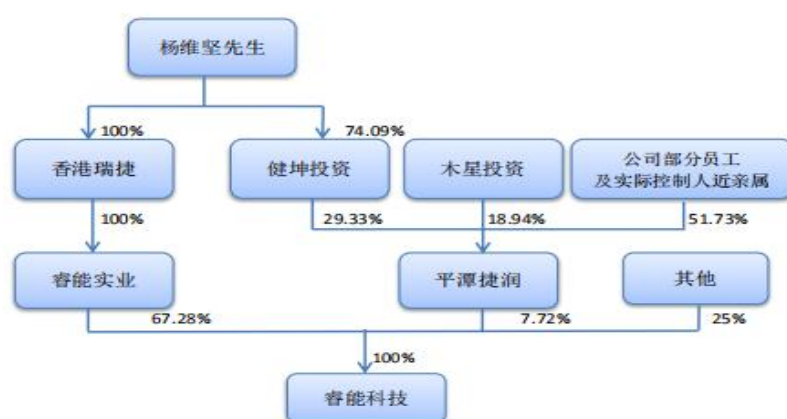 杨维坚先生
100%
74.09%
香港瑞捷
健坤投资
木星投资
公司部分员工
及实际控制人近亲属
100%
29.33%
18.94%
51.73%
睿能实业
平潭捷润
其他
67.28%
7.72%
25%
100%
睿能科技